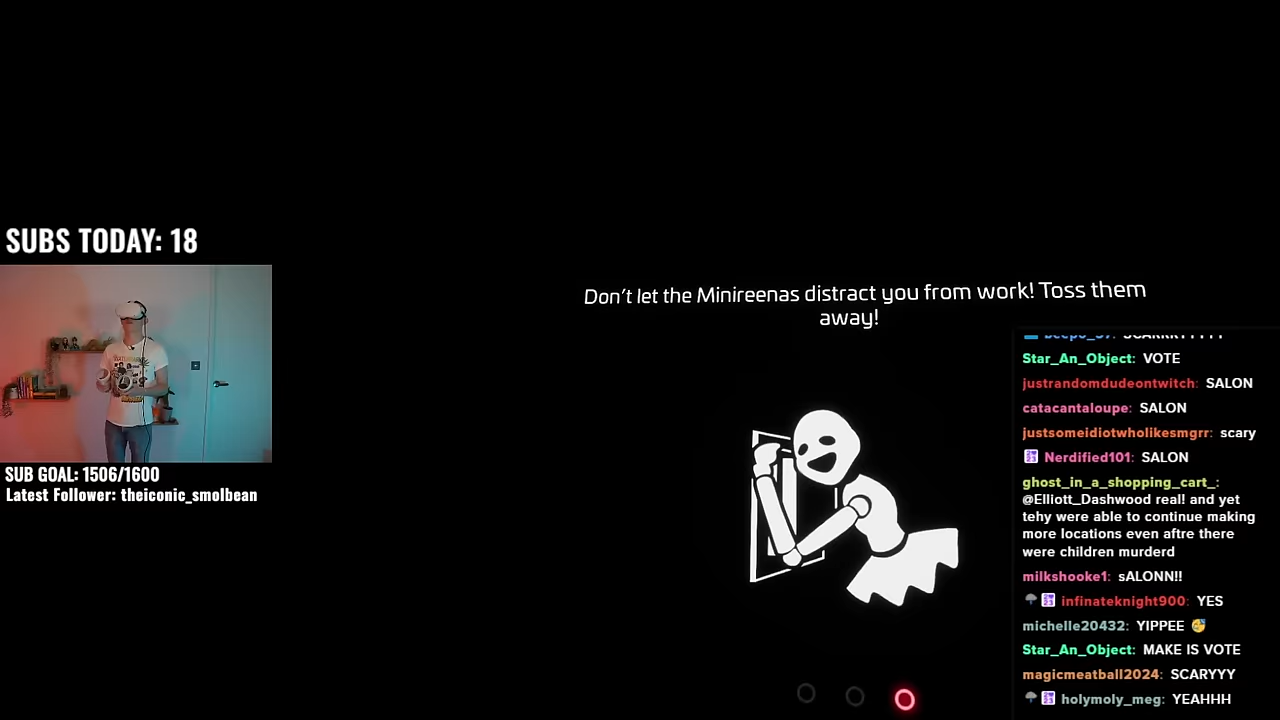 SUBS TODAY: 18
SUB GOAL: 1506/1600
Latest Follower: theiconic_smolbean
Don't let the Minireenas distract you from work! Toss them
away!
Star_An_Object: VOTE
justrandomdudeontwitch: SALON
catacantaloupe: SALON
justsomeidiotwholikesmgrr: scary
Nerdified101: SALON
ghost_in_a_shopping_cart_:
@Elliott_Dashwood real! and yet
tehy were able to continue making
more locations even aftre there
were children murderd
milkshooke1: sALONN!!
infinateknight900: YES
michelle20432: YIPPEE 🥳
Star_An_Object: MAKE IS VOTE
magicmeatball2024: SCARYYY
holymoly_meg: YEAHHH